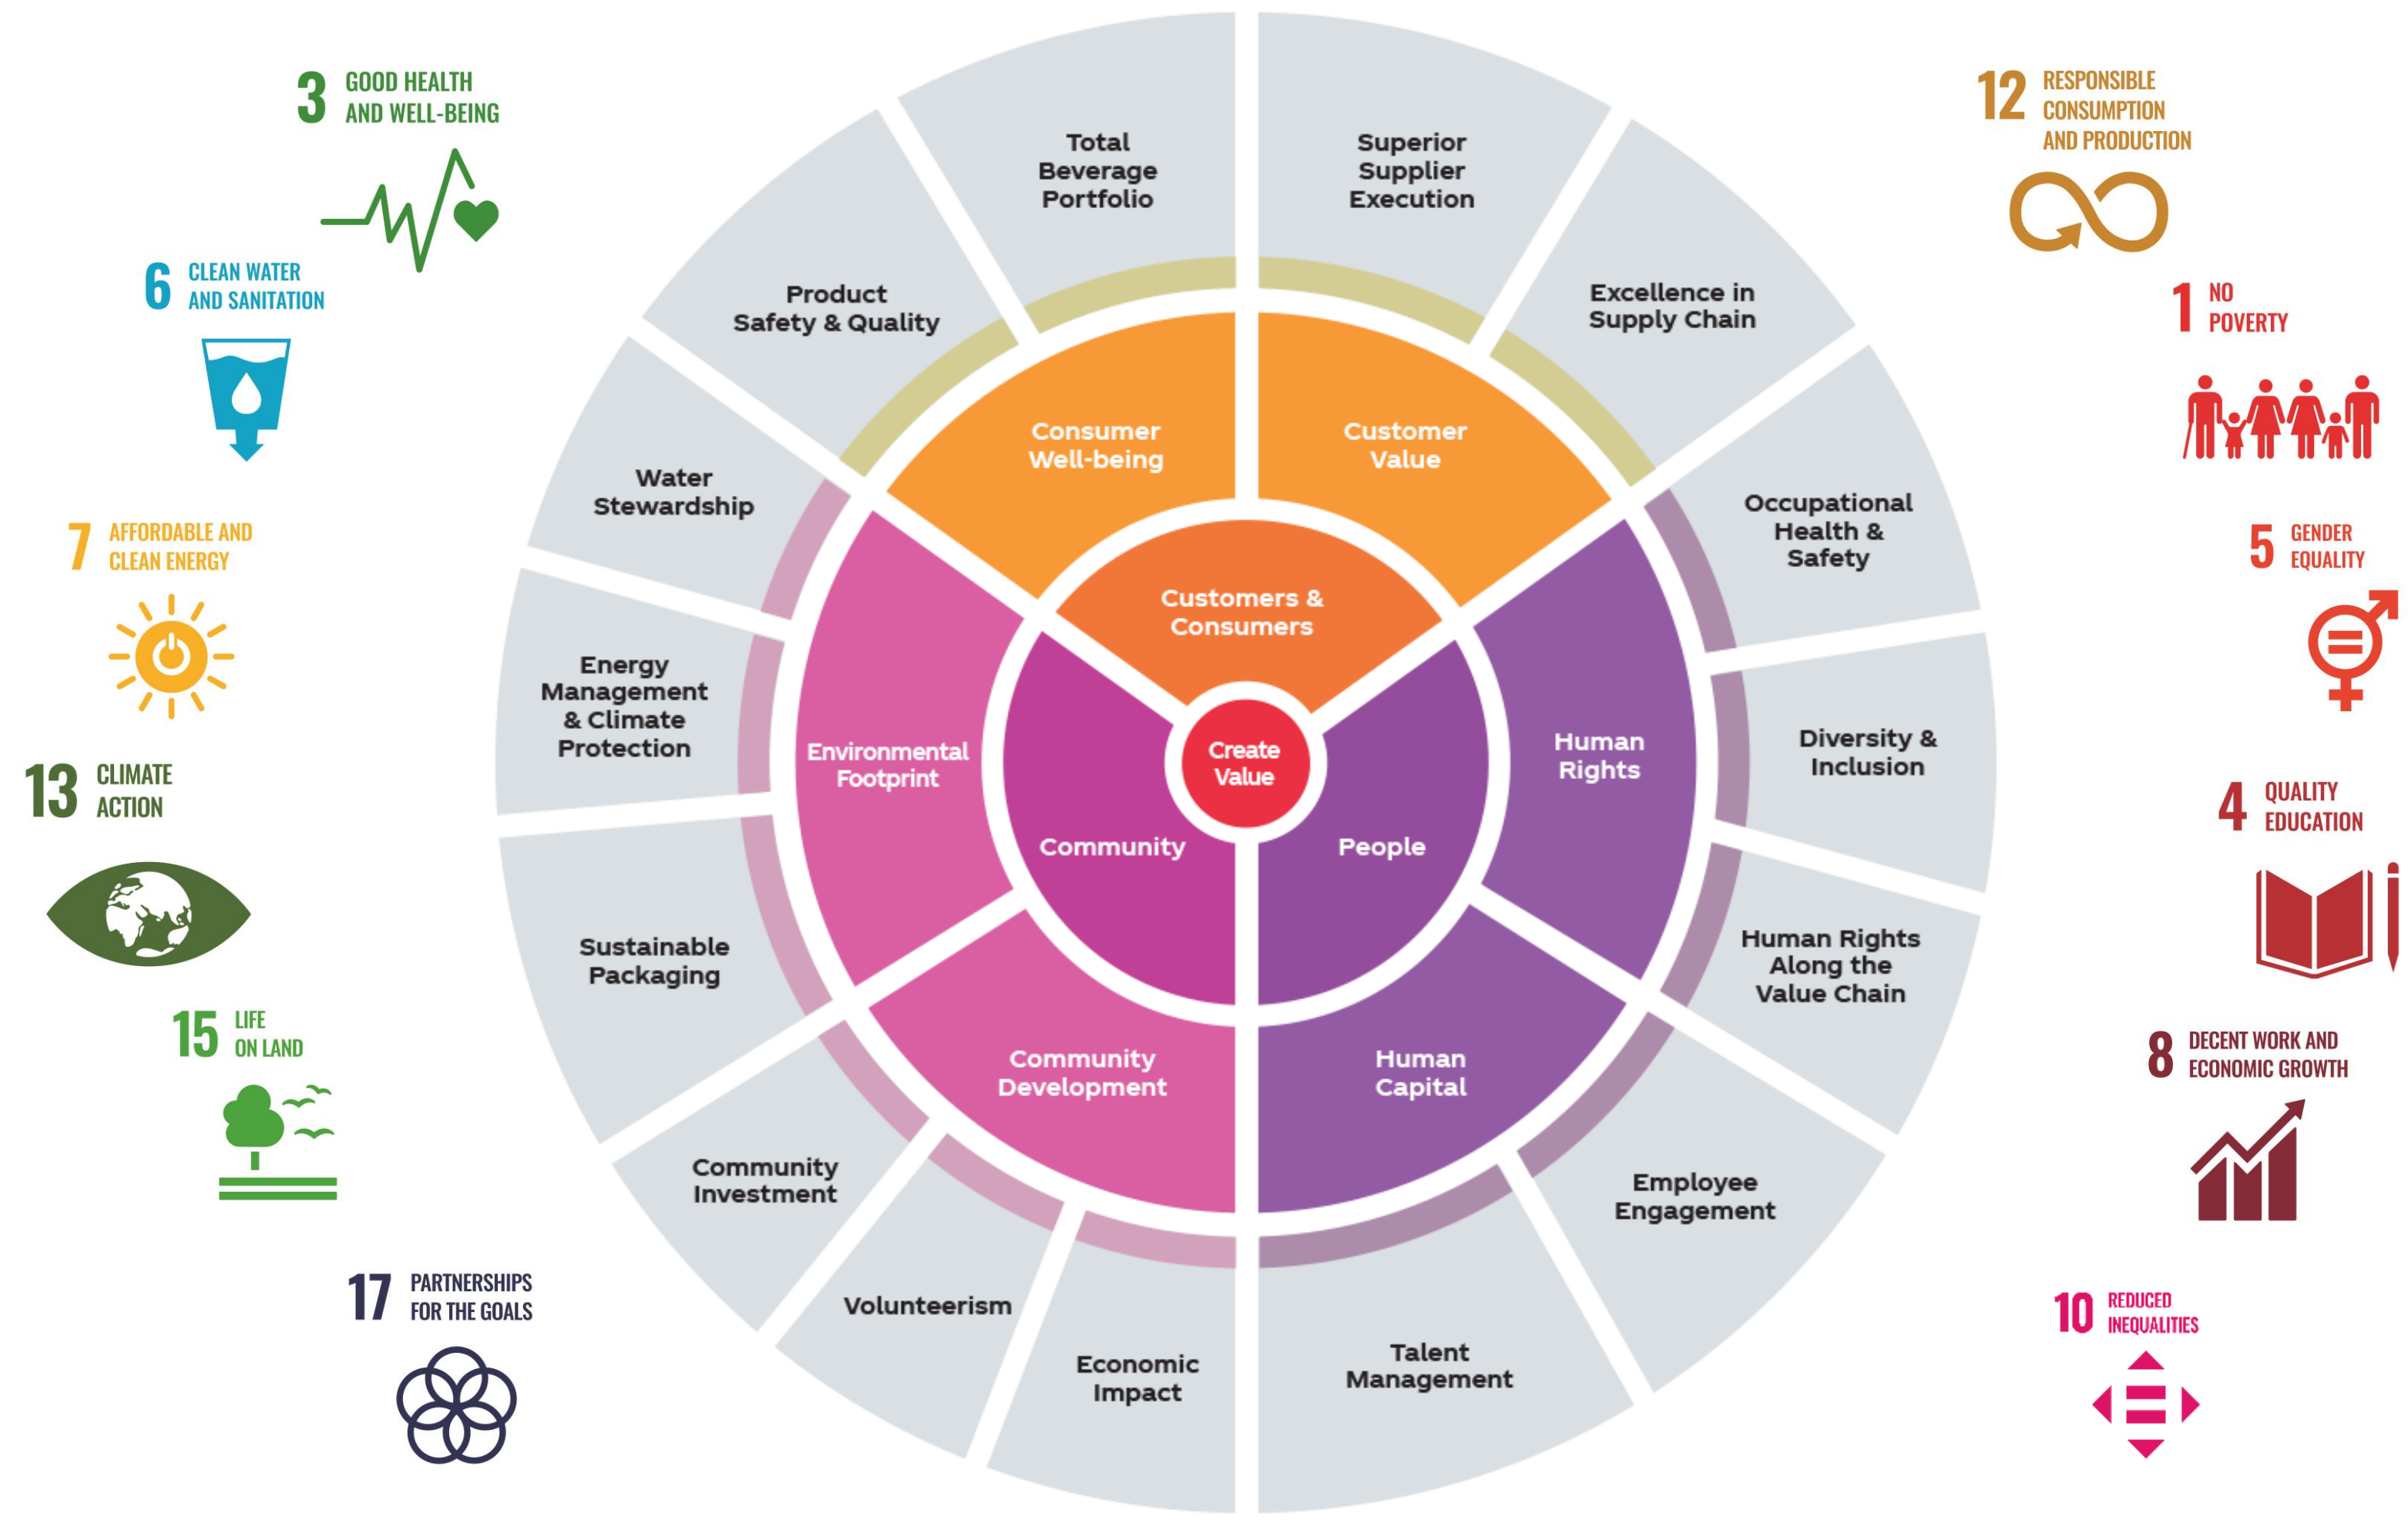 3
GOOD HEALTH
AND WELL-BEING
6
CLEAN WATER
AND SANITATION
7
AFFORDABLE AND
CLEAN ENERGY
13
CLIMATE
ACTION
15
LIFE
ON LAND
17
PARTNERSHIPS
FOR THE GOALS
Total
Beverage
Portfolio
Superior
Supplier
Execution
Product
Safety & Quality
Excellence in
Supply Chain
Water
Stewardship
Occupational
Health &
Safety
Energy
Management
& Climate
Protection
Diversity &
Inclusion
Sustainable
Packaging
Human Rights
Along the
Value Chain
Community
Investment
Employee
Engagement
Volunteerism
Economic
Impact
Talent
Management
Consumer
Well-being
Customer
Value
Environmental
Footprint
Human
Rights
Community
Development
Human
Capital
Customers &
Consumers
Community
People
Create
Value
12
RESPONSIBLE
CONSUMPTION
AND PRODUCTION
1
NO
POVERTY
5
GENDER
EQUALITY
4
QUALITY
EDUCATION
8
DECENT WORK AND
ECONOMIC GROWTH
10
REDUCED
INEQUALITIES